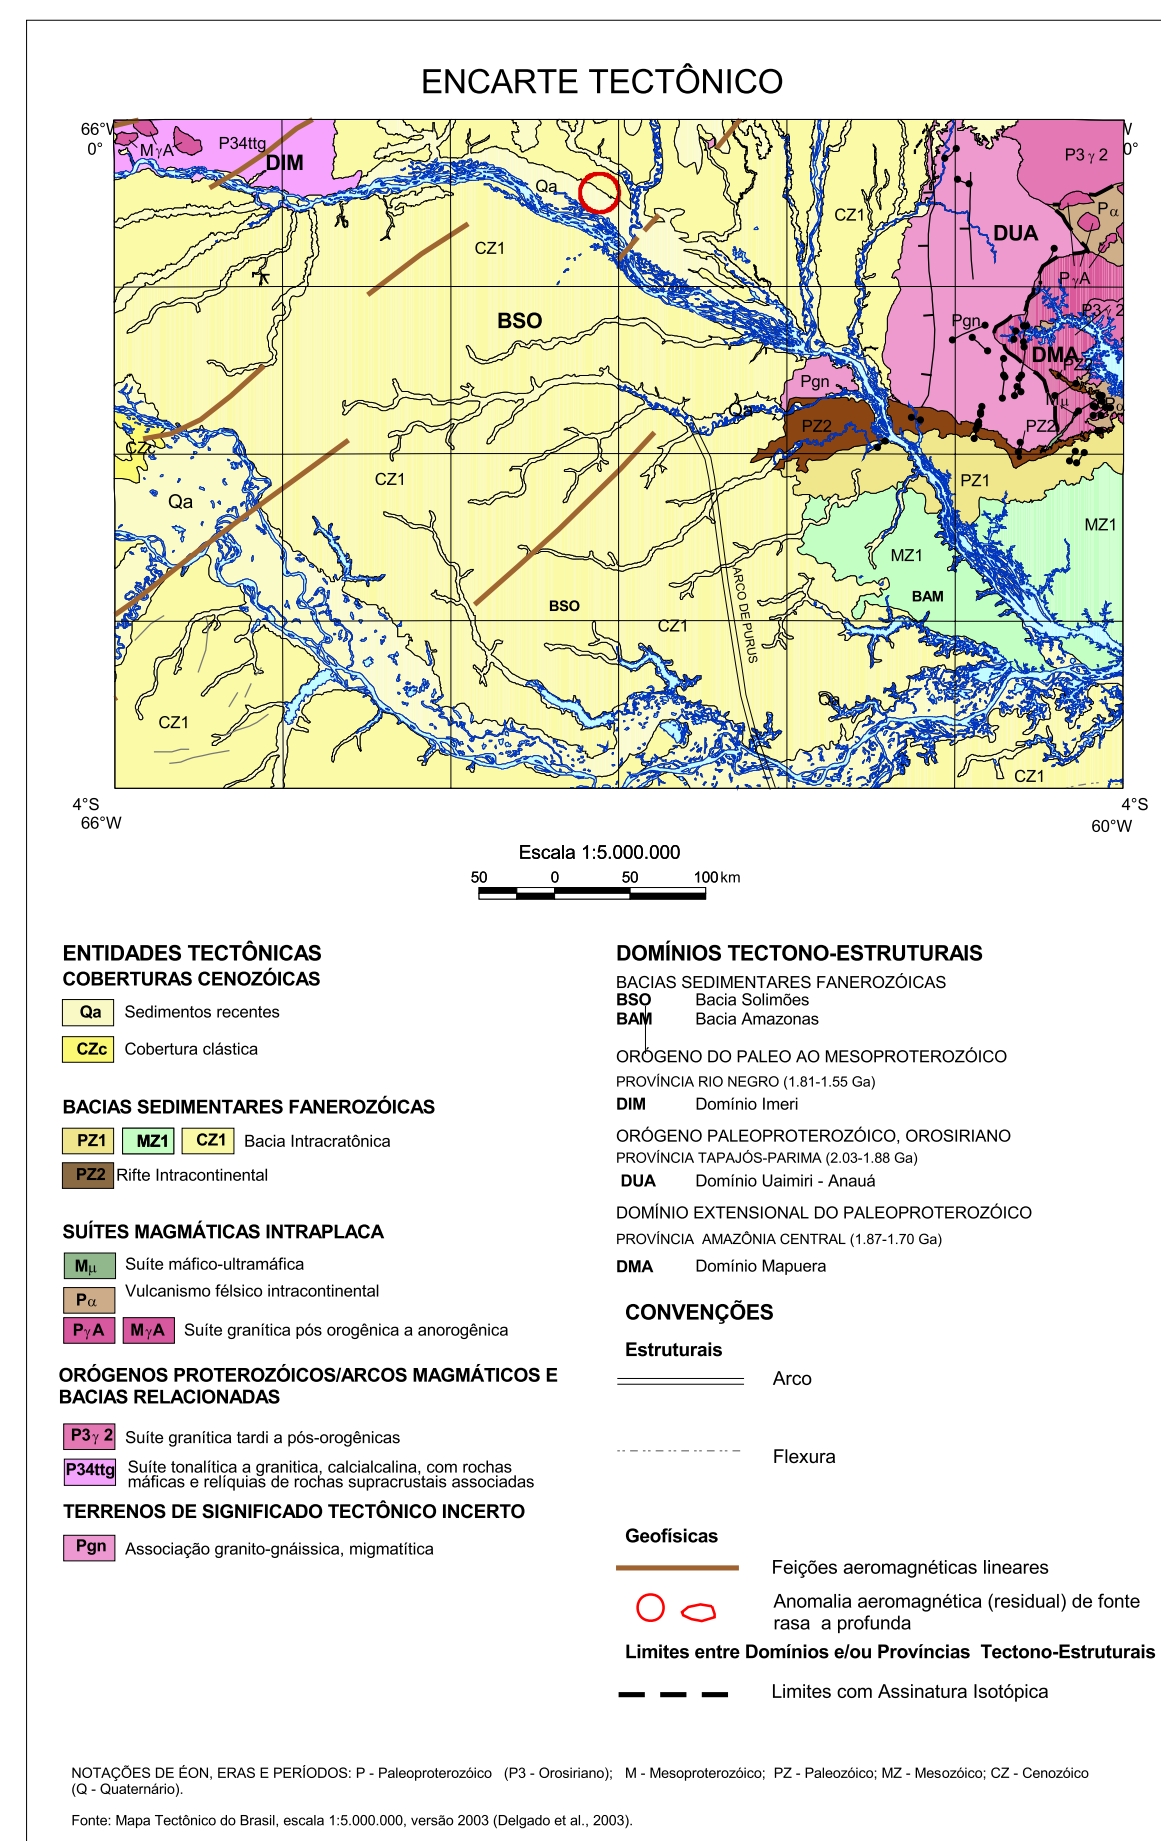 ENCARTE TECTÔNICO
66°W
0°
0°
MγA
P34ttg
DIM
Qa
CZ1
CZ1
P3γ 2
Pα
DUA
PγA
P3γ 2
BSO
Pgn
DMA
PZ2
Pgn
Mμ
Pα
Qa
PZ2
PZ2
CZc
CZ1
PZ1
Qa
MZ1
MZ1
ARCO DE PURUS
BSO
BAM
CZ1
Qa
CZ1
CZ1
4°S
66°W
4°S
60°W
Escala 1:5.000.000
50 0 50 100 km
ENTIDADES TECTÔNICAS
COBERTURAS CENOZÓICAS
Qa Sedimentos recentes
CZc Cobertura clástica
BACIAS SEDIMENTARES FANEROZÓICAS
PZ1 MZ1 CZ1 Bacia Intracratônica
PZ2 Rifte Intracontinental
SUÍTES MAGMÁTICAS INTRAPLACA
Mμ Suíte máfico-ultramáfica
Pα Vulcanismo félsico intracontinental
PγA MγA Suíte granítica pós orogênica a anorogênica
ORÓGENOS PROTEROZÓICOS/ARCOS MAGMÁTICOS E
BACIAS RELACIONADAS
P3γ 2 Suíte granítica tardi a pós-orogênicas
P34ttg Suíte tonalítica a granitica, calcialcalina, com rochas
máficas e relíquias de rochas supracrustais associadas
TERRENOS DE SIGNIFICADO TECTÔNICO INCERTO
Pgn Associação granito-gnáissica, migmatítica
DOMÍNIOS TECTONO-ESTRUTURAIS
BACIAS SEDIMENTARES FANEROZÓICAS
BSO Bacia Solimões
BAM Bacia Amazonas
ORÓGENO DO PALEO AO MESOPROTEROZÓICO
PROVÍNCIA RIO NEGRO (1.81-1.55 Ga)
DIM Domínio Imeri
ORÓGENO PALEOPROTEROZÓICO, OROSIRIANO
PROVÍNCIA TAPAJÓS-PARIMA (2.03-1.88 Ga)
DUA Domínio Uaimiri - Anauá
DOMÍNIO EXTENSIONAL DO PALEOPROTEROZÓICO
PROVÍNCIA AMAZÔNIA CENTRAL (1.87-1.70 Ga)
DMA Domínio Mapuera
CONVENÇÕES
Estruturais
Arco
Flexura
Geofísicas
Feições aeromagnéticas lineares
Anomalia aeromagnética (residual) de fonte
rasa a profunda
Limites entre Domínios e/ou Províncias Tectono-Estruturais
Limites com Assinatura Isotópica
NOTAÇÕES DE ÉON, ERAS E PERÍODOS: P - Paleoproterozóico (P3 - Orosiriano); M - Mesoproterozóico; PZ - Paleozóico; MZ - Mesozóico; CZ - Cenozóico
(Q - Quaternário).
Fonte: Mapa Tectônico do Brasil, escala 1:5.000.000, versão 2003 (Delgado et al., 2003).